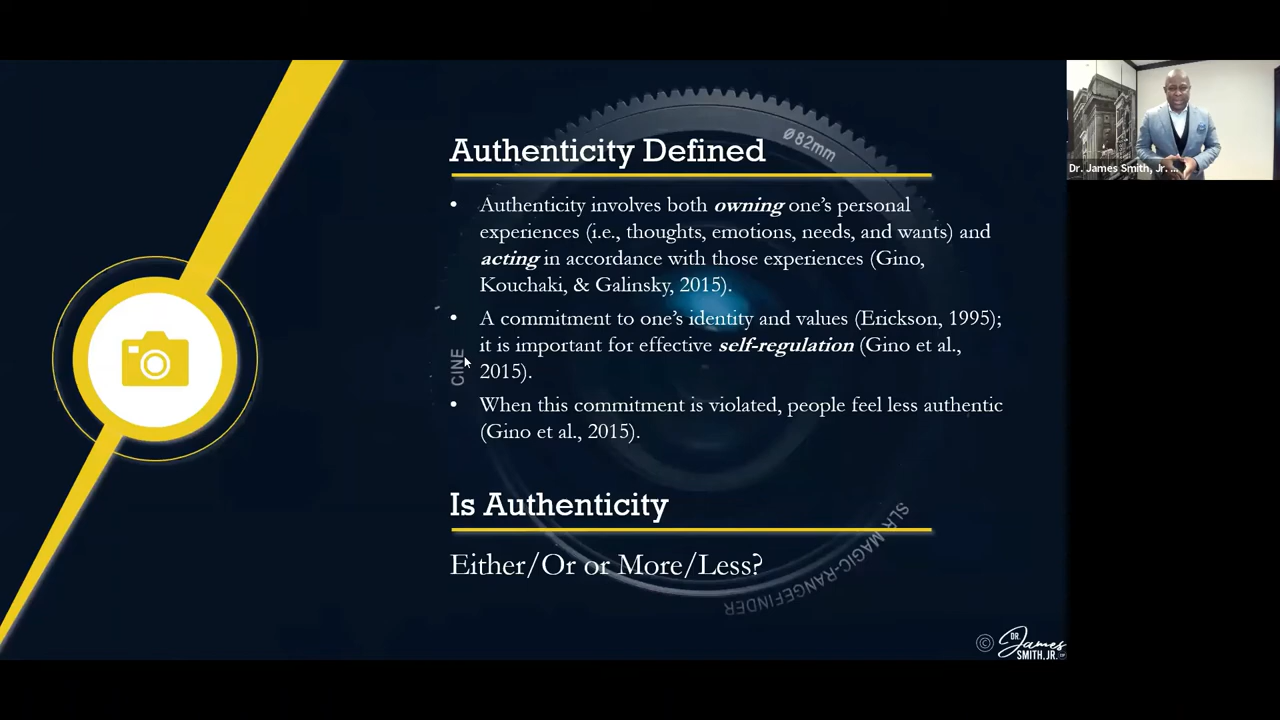 Authenticity Defined
• Authenticity involves both owning one's personal
experiences (i.e., thoughts, emotions, needs, and wants) and
acting in accordance with those experiences (Gino,
Kouchaki, & Galinsky, 2015).
• A commitment to one's identity and values (Erickson, 1995);
it is important for effective self-regulation (Gino et al.,
2015).
• When this commitment is violated, people feel less authentic
(Gino et al., 2015).
Is Authenticity
Either/Or or More/Less?
Ø82mm
CINE
SLR MAGIC-RANGEFINDER
Dr. James Smith, Jr. ...
© DR. James
SMITH, JR.